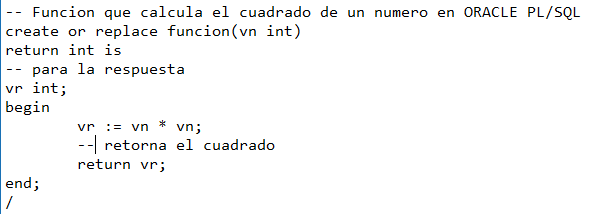 -- Funcion que calcula el cuadrado de un numero en ORACLE PL/SQL
create or replace funcion(vn int)
return int is
-- para la respuesta
vr int;
begin
vr := vn * vn;
-- retorna el cuadrado
return vr;
end;
/